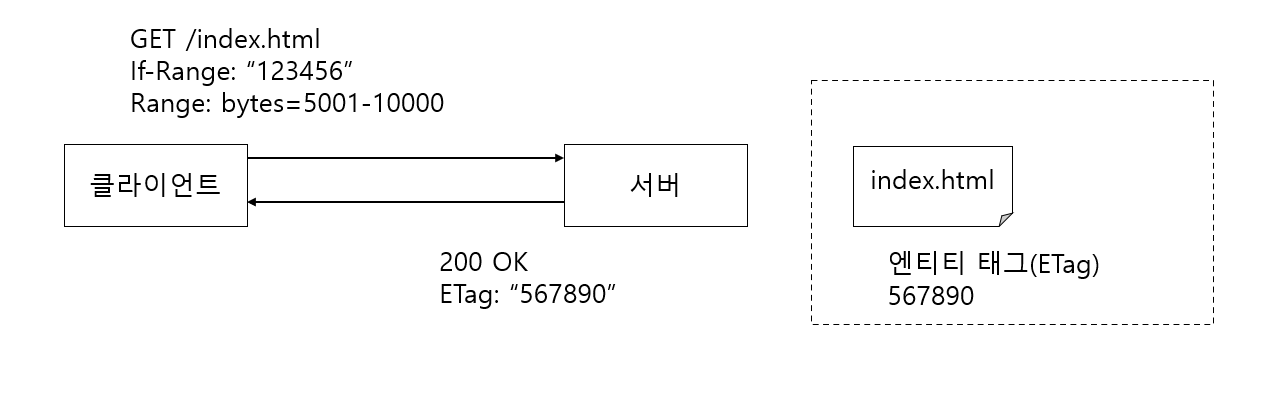 GET /index.html
If-Range: “123456”
Range: bytes=5001-10000
클라이언트
서버
index.html
200 OK
ETag: “567890”
엔티티 태그(ETag)
567890